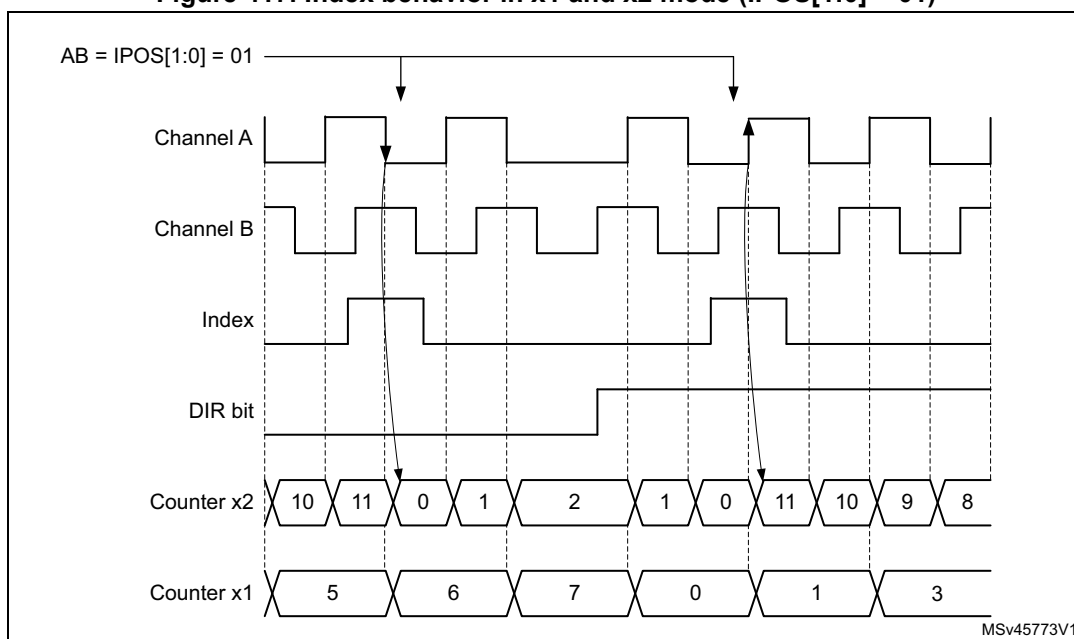 Index behavior in x1 and x2 mode (IPOS[1:0] = 01)
AB = IPOS[1:0] = 01
Channel A
Channel B
Index
DIR bit
Counter x2 10 11 0 1 2 1 0 11 10 9 8
Counter x1 5 6 7 0 1 3
MSv45773V1